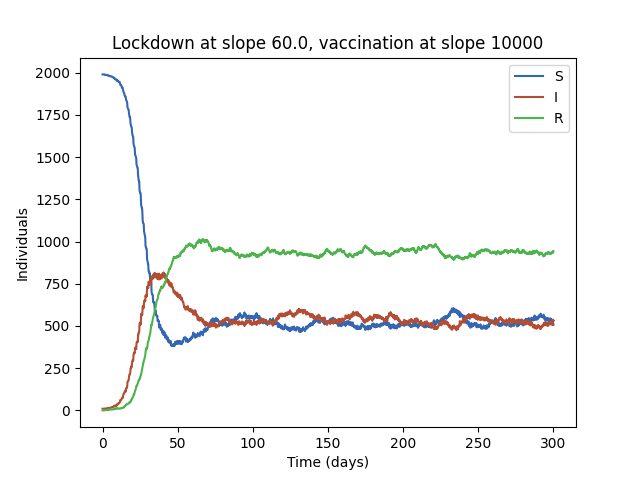 Lockdown at slope 60.0, vaccination at slope 10000
S
I
R
Individuals
2000
1750
1500
1250
1000
750
500
250
0
0 50 100 150 200 250 300
Time (days)